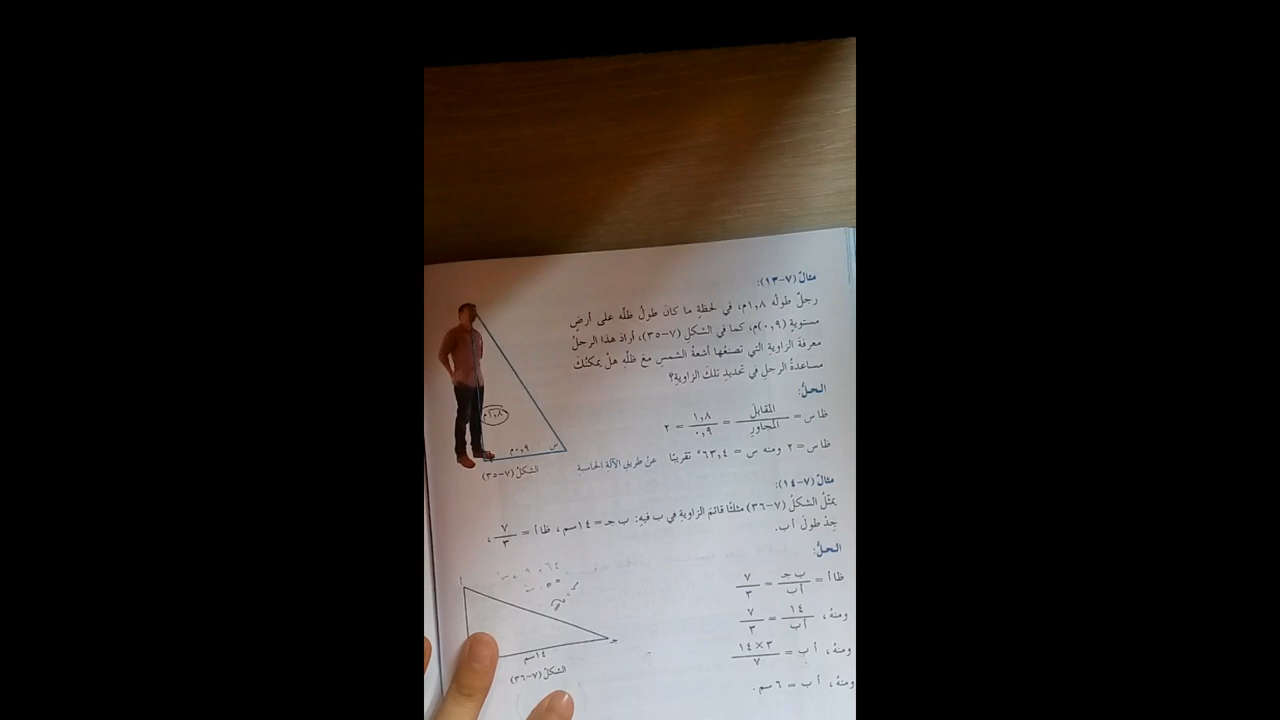 مثالٌ (٧-١٣):
رجلٌ طولُه ١,٨م، في لحظةٍ ما كانَ طولُ ظلِّه على أرضٍ
مستويةٍ (٠,٩)م، كما في الشكلِ (٧-٣٥)، أرادَ هذا الرجلُ
معرفةَ الزاويةِ التي تصنعُها أشعةُ الشمسِ معَ ظلِّهِ هلْ يمكنُكَ
مساعدةُ الرجلِ في تحديدِ تلكَ الزاويةِ؟
الحلُّ:
ظا س = المقابل / المجاور = ١,٨ / ٠,٩ = ٢
ظا س = ٢ ومنه س = ٦٣,٤° تقريبًا عنْ طريقِ الآلةِ الحاسبةِ
١,٨م
٠,٩م
س
الشكلُ (٧-٣٥)
مثالٌ (٧-١٤):
يمثّلُ الشكلُ (٧-٣٦) مثلثًا قائمَ الزاويةِ في ب فيهِ: ب جـ = ١٤سم، ظا أ = ٧ / ٣ ،
جِدْ طولَ أ ب.
الحلُّ:
ظا أ = ب جـ / أ ب = ٧ / ٣
ومنهُ، ١٤ / أ ب = ٧ / ٣
ومنهُ، أ ب = ٣ × ١٤ / ٧
ومنهُ، أ ب = ٦ سم.
أ
جـ
١٤سم
الشكلُ (٧-٣٦)